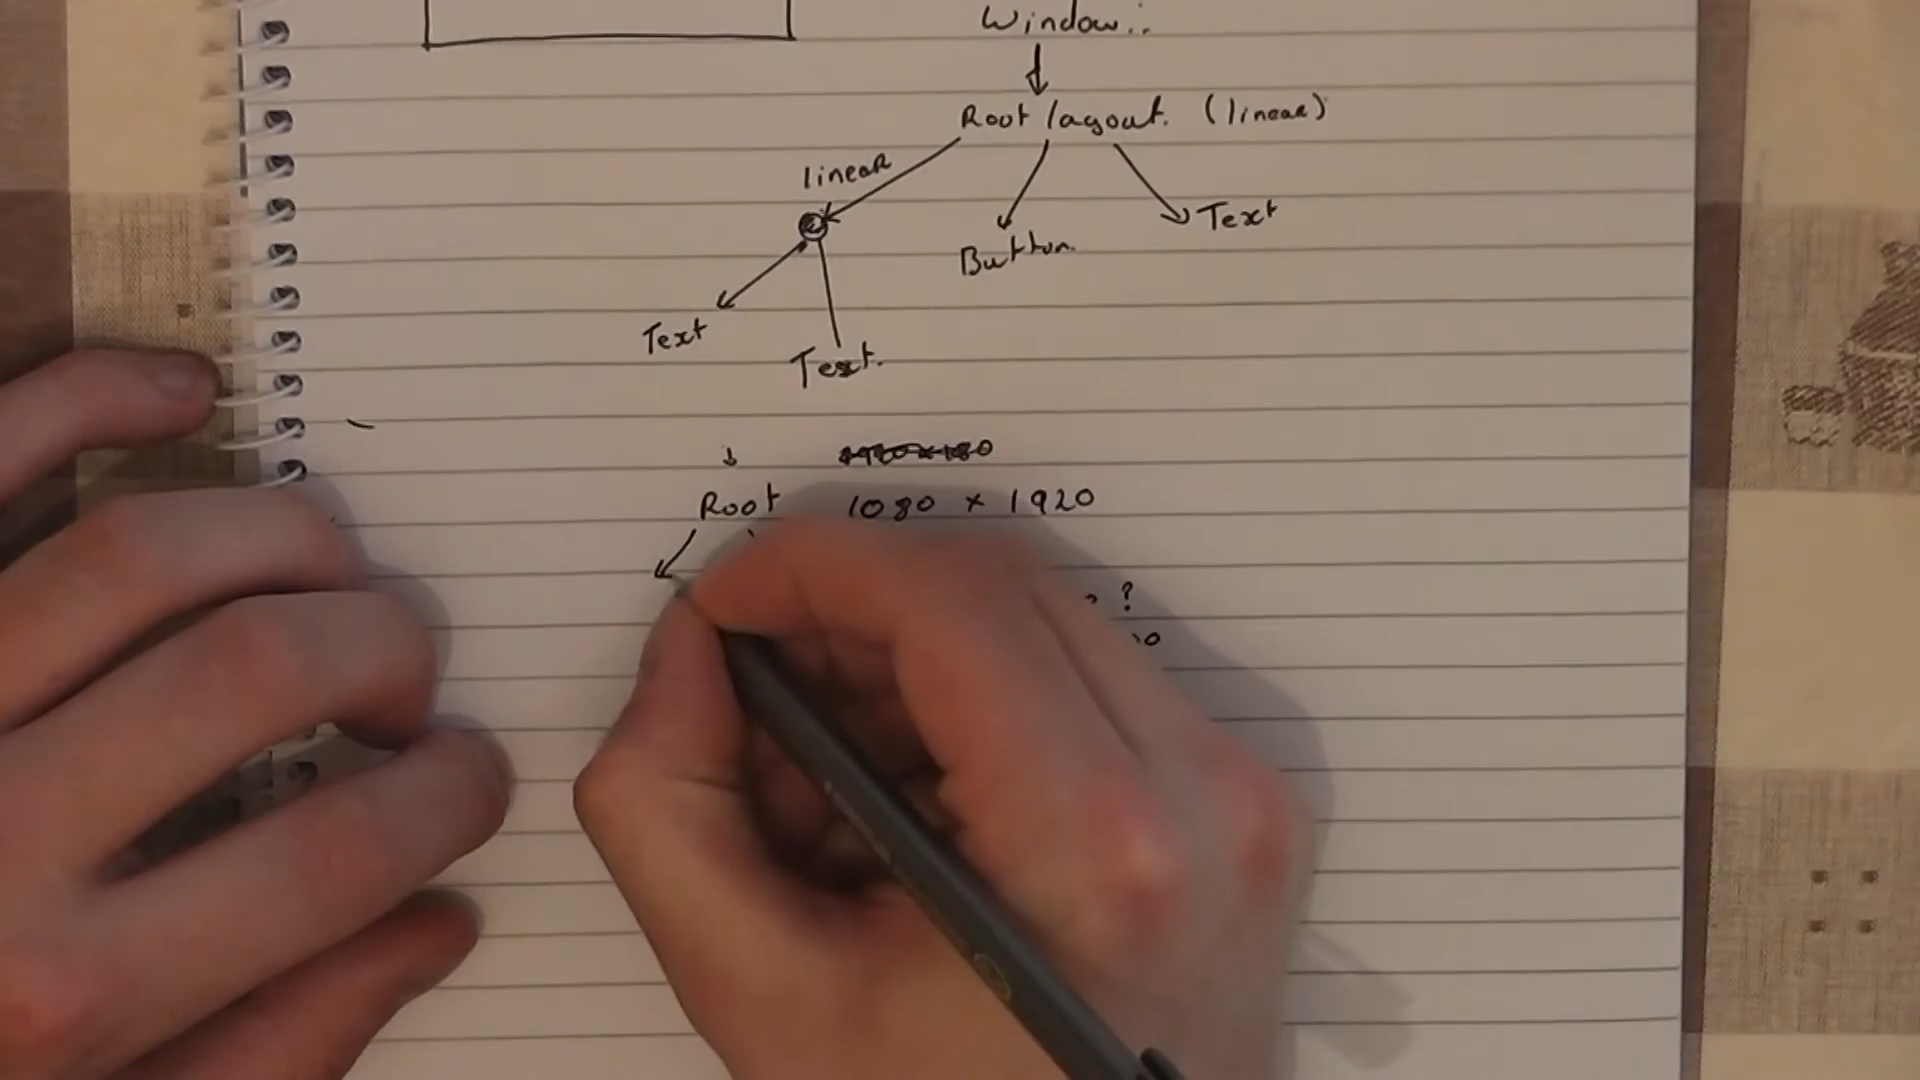 Window..
Root layout. (linear)
linear
Text
Button.
Text
Text.
Root 1080 x 1920
?